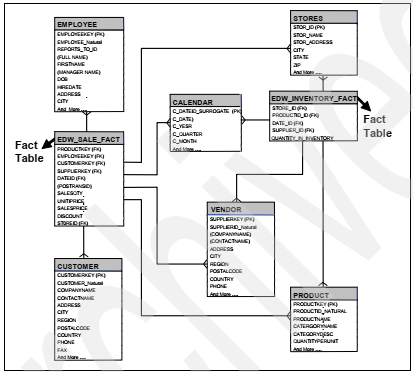 EMPLOYEE
EMPLOYEEKEY (PK)
EMPLOYEE_Natural
REPORTS_TO_ID
(FULL NAME)
FIRSTNAME
(MANAGER NAME)
DOB
HIREDATE
ADDRESS
CITY
And More .....
STORES
STOR_ID (PK)
STOR_NAME
STOR_ADDRESS
CITY
STATE
ZIP
And More .....
CALENDAR
C_DATEID_SURROGATE (PK)
C_DATE)
C_YESR
C_QUARTER
C_MONTH
And More ....
EDW_INVENTORY_FACT
STORE_ID (FK)
PRODUCTID_ID (FK)
DATE_ID (FK)
SUPPLIER_ID (FK)
QUANTITY_IN_INVENTORY
Fact
Table
Fact
Table
EDW_SALE_FACT
PRODUCTKEY (FK)
EMPLOYEEKEY (FK)
CUSTOMERKEY (FK)
SUPPLIERKEY (FK)
DATEID (FK)
(POSTRANSID)
SALESQTY
UNITPRICE
SALESPRICE
DISCOUNT
STOREID (FK)
VENDOR
SUPPLIERKEY (PK)
SUPPLIERID_Natural
(COMPANYNAME)
(CONTACTNAME)
ADDRESS
CITY
REGION
POSTALCODE
COUNTRY
PHONE
And More .....
CUSTOMER
CUSTOMERKEY (PK)
CUSTOMER_Natural
COMPANYNAME
CONTACTNAME
ADDRESS
CITY
REGION
POSTALCODE
COUNTRY
PHONE
FAX
And More .....
PRODUCT
PRODUCTKEY (PK)
PRODUCTID_NATURAL
PRODUCTNAME
CATERGORYNAME
CATEGORYDESC
QUANTITYPERUNIT
And More .....